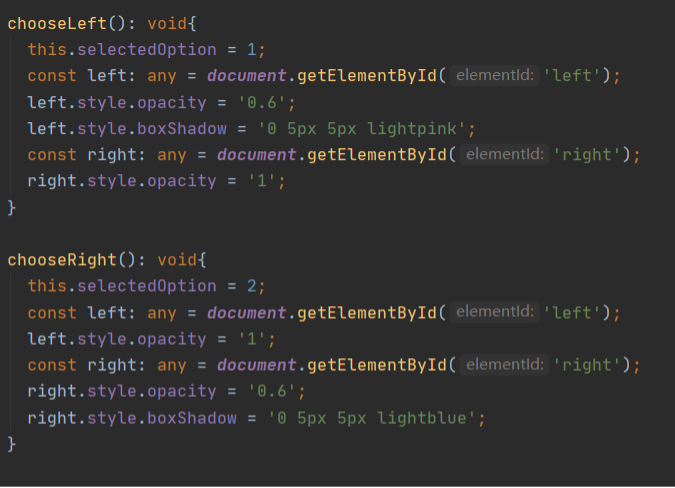 chooseLeft(): void{
this.selectedOption = 1;
const left: any = document.getElementById( elementId: 'left');
left.style.opacity = '0.6';
left.style.boxShadow = '0 5px 5px lightpink';
const right: any = document.getElementById( elementId: 'right');
right.style.opacity = '1';
}
chooseRight(): void{
this.selectedOption = 2;
const left: any = document.getElementById( elementId: 'left');
left.style.opacity = '1';
const right: any = document.getElementById( elementId: 'right');
right.style.opacity = '0.6';
right.style.boxShadow = '0 5px 5px lightblue';
}